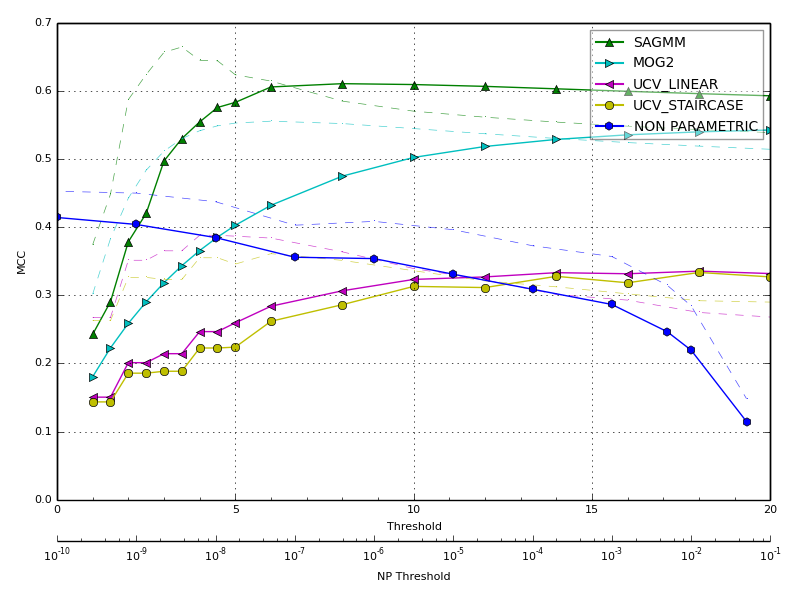 0.7
0.6
0.5
0.4
0.3
0.2
0.1
0.0
MCC
SAGMM
MOG2
UCV_LINEAR
UCV_STAIRCASE
NON PARAMETRIC
0 5 10 15 20
Threshold
10^-10 10^-9 10^-8 10^-7 10^-6 10^-5 10^-4 10^-3 10^-2 10^-1
NP Threshold